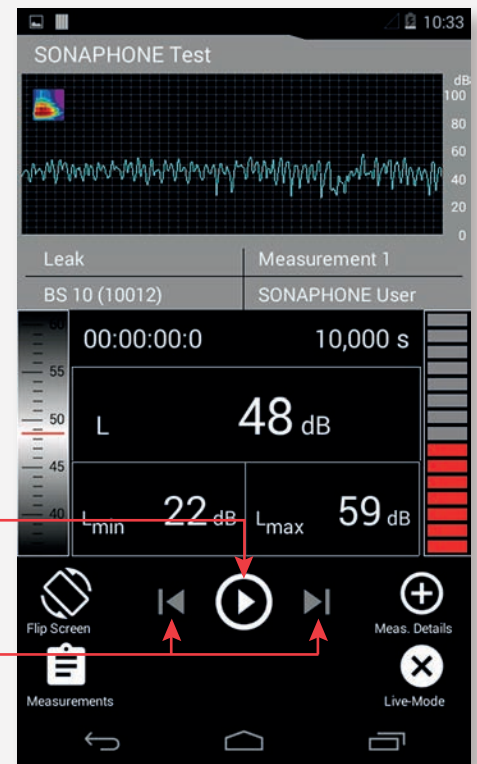 10:33
SONAPHONE Test
dB
100
80
60
40
20
0
Leak Measurement 1
BS 10 (10012) SONAPHONE User
60
55
50
45
40
00:00:00:0 10,000 s
L 48 dB
Lmin 22 dB Lmax 59 dB
Flip Screen Meas. Details
Measurements Live-Mode